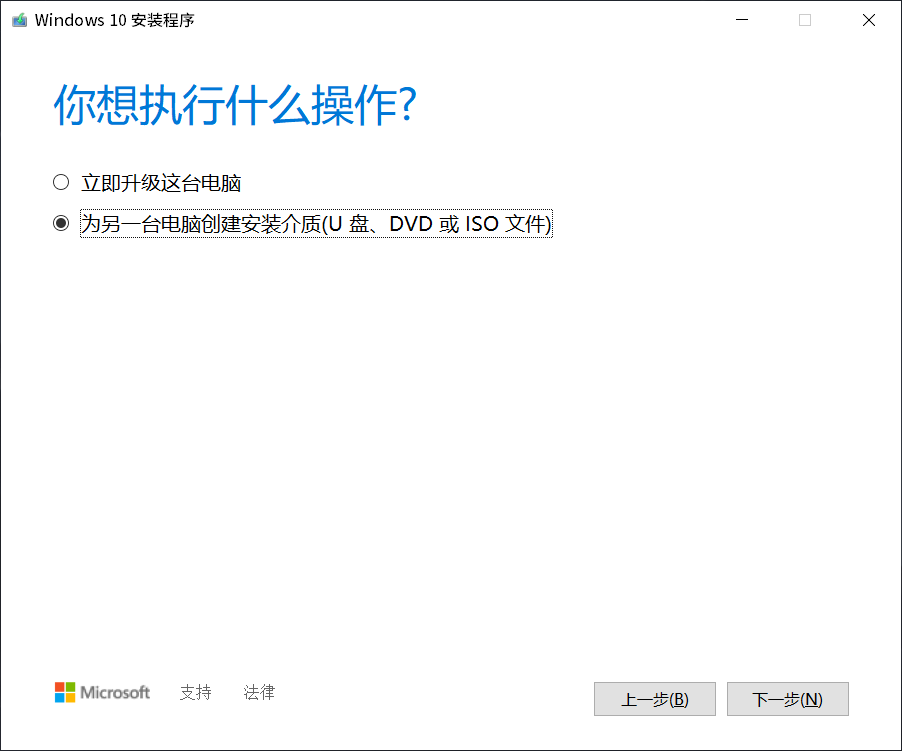 Windows 10 安装程序
你想执行什么操作?
立即升级这台电脑
为另一台电脑创建安装介质(U 盘、DVD 或 ISO 文件)
Microsoft 支持 法律
上一步(B) 下一步(N)